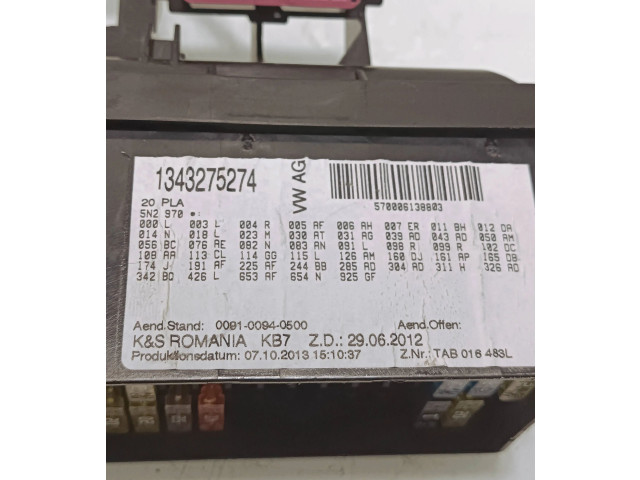 1343275274
VW AG
570006138803
20 PLA
5N2 970 •:
000 L 003 L 004 R 005 AF 006 AH 007 ER 011 BH 012 DA
014 N 018 L 023 M 030 AT 031 AG 039 AD 043 AD 050 AM
056 BC 076 AE 082 N 083 AN 091 L 098 R 099 R 102 DC
108 AA 113 CL 114 GG 115 L 126 AM 160 DJ 161 AP 165 DB
174 J 191 AF 225 AF 244 BB 285 AD 304 AD 311 H 326 AD
342 BD 426 L 653 AF 654 N 925 GF
Aend.Stand: 0091-0094-0500 Aend.Offen:
K&S ROMANIA KB7 Z.D.: 29.06.2012
Produktionsdatum: 07.10.2013 15:10:37 Z.Nr.: TAB 016 483L